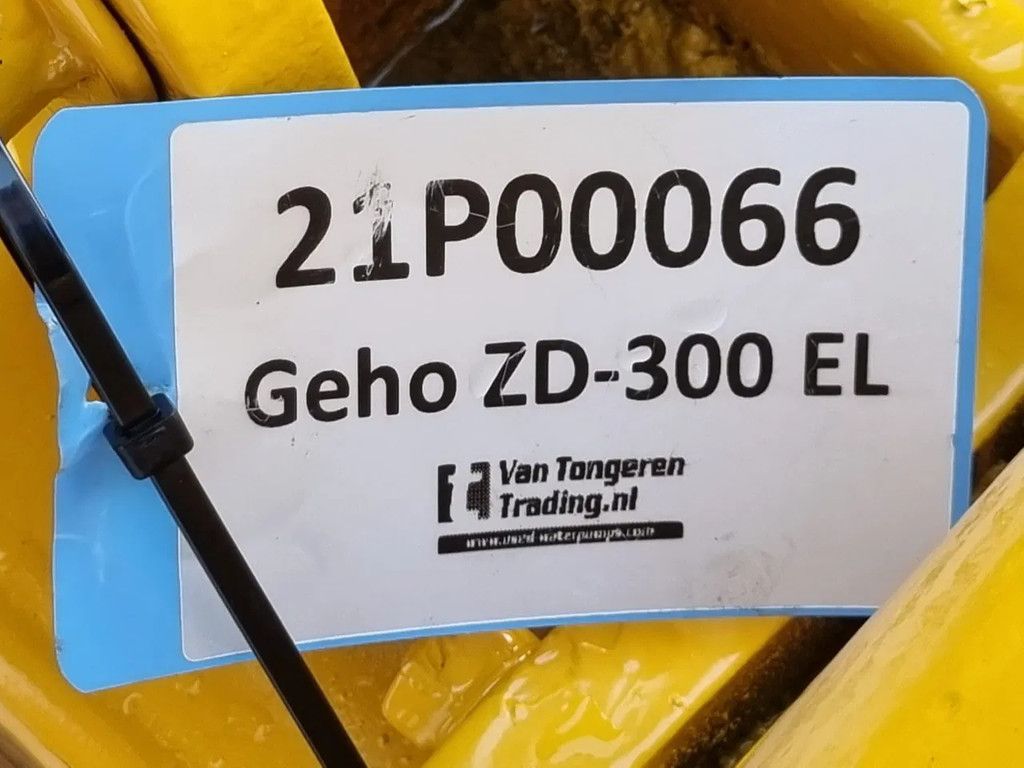 21P00066
Geho ZD-300 EL
Van Tongeren
Trading.nl
www.used-waterpumps.com